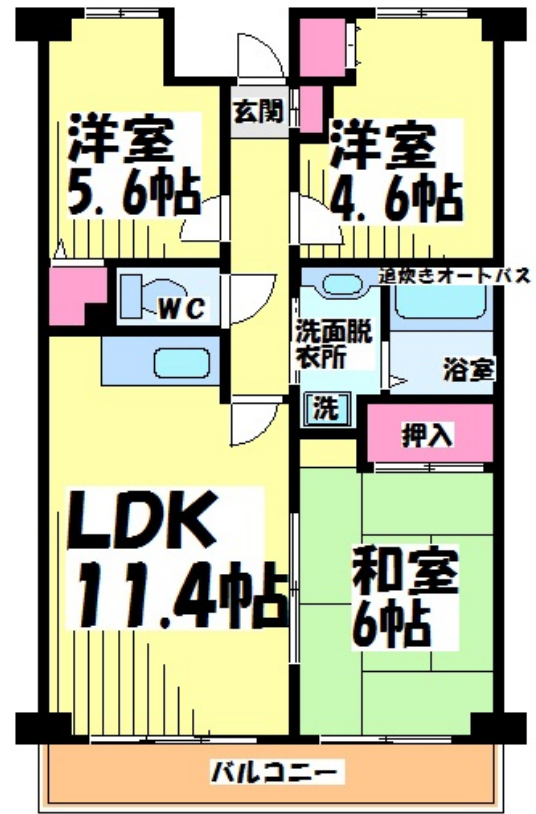 玄関
洋室
5.6帖
洋室
4.6帖
追炊きオートバス
WC
洗面脱
衣所
浴室
洗
押入
LDK
11.4帖
和室
6帖
バルコニー